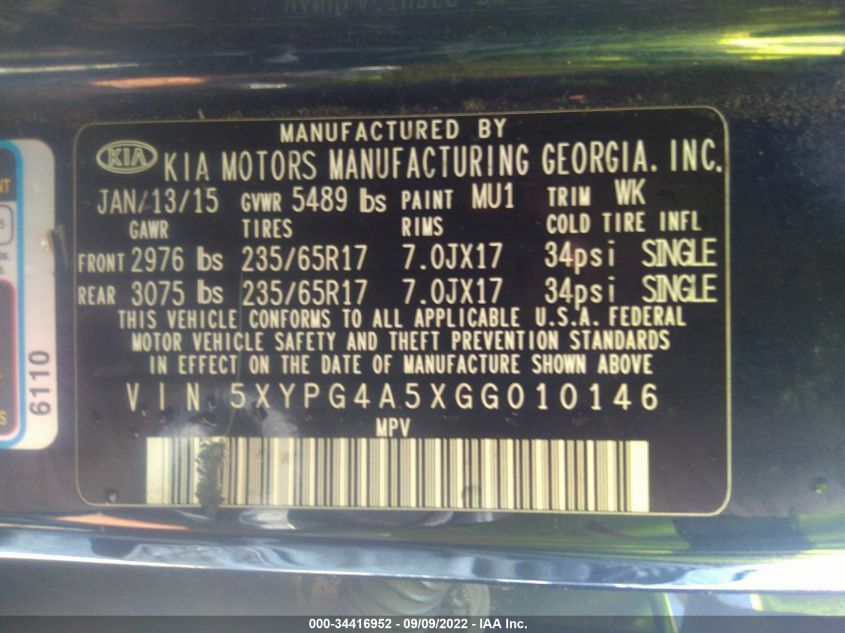 MANUFACTURED BY
KIA KIA MOTORS MANUFACTURING GEORGIA, INC.
JAN/13/15 GVWR 5489 lbs PAINT MU1 TRIM WK
GAWR TIRES RIMS COLD TIRE INFL
FRONT 2976 lbs 235/65R17 7.0JX17 34psi SINGLE
REAR 3075 lbs 235/65R17 7.0JX17 34psi SINGLE
THIS VEHICLE CONFORMS TO ALL APPLICABLE U.S.A. FEDERAL
MOTOR VEHICLE SAFETY AND THEFT PREVENTION STANDARDS
IN EFFECT ON THE DATE OF MANUFACTURE SHOWN ABOVE
VIN 5XYPG4A5XGG010146
MPV
6110
000-34416952 - 09/09/2022 - IAA Inc.